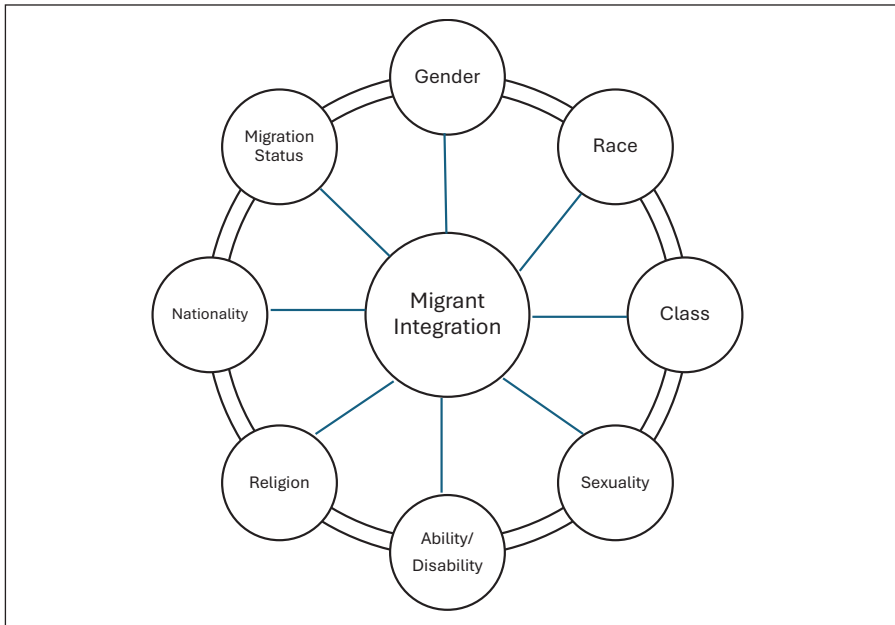 Gender
Migration
Status
Race
Migrant
Integration
Nationality
Class
Religion
Sexuality
Ability/
Disability